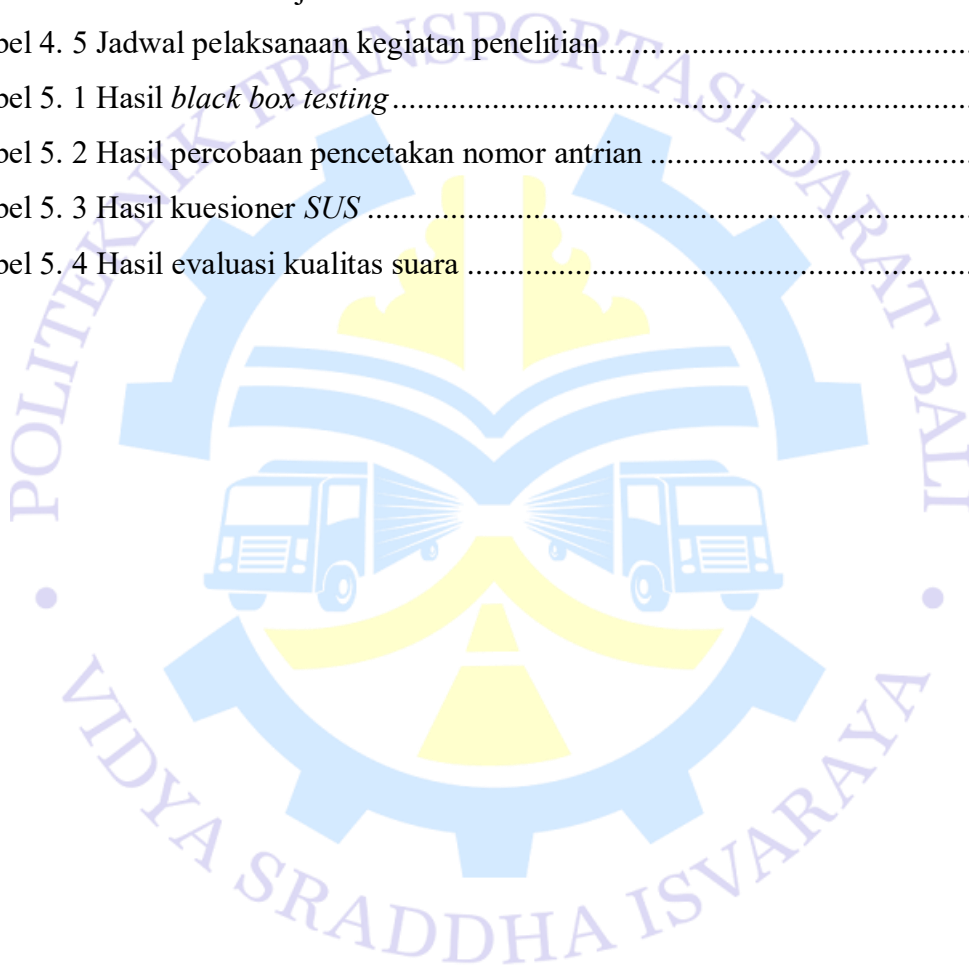 bel 4. 5 Jadwal pelaksanaan kegiatan penelitian
bel 5. 1 Hasil black box testing
bel 5. 2 Hasil percobaan pencetakan nomor antrian
bel 5. 3 Hasil kuesioner SUS
bel 5. 4 Hasil evaluasi kualitas suara
POLITEKNIK TRANSPORTASI DARAT BALI
VIDYA SRADDHA ISVARAYA